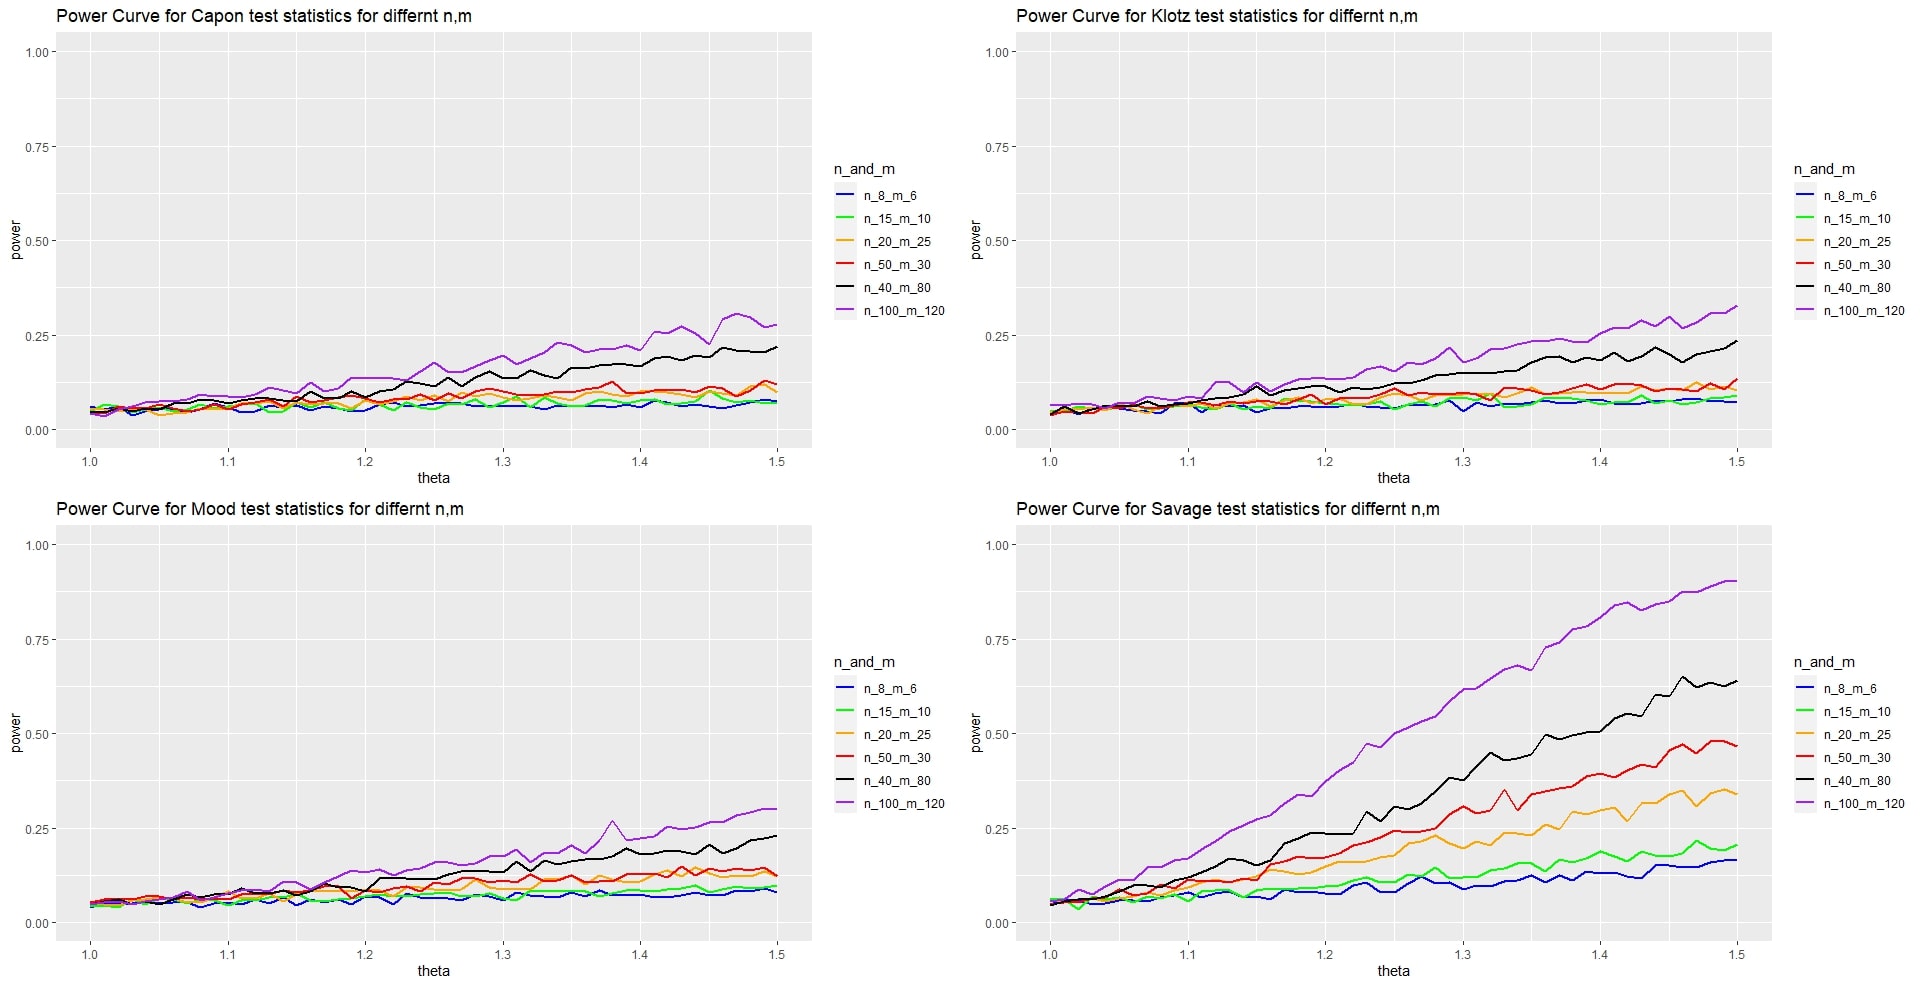 Power Curve for Capon test statistics for differnt n,m
1.00
0.75
0.50
0.25
0.00
power
1.0 1.1 1.2 1.3 1.4 1.5
theta
n_and_m
n_8_m_6
n_15_m_10
n_20_m_25
n_50_m_30
n_40_m_80
n_100_m_120
Power Curve for Klotz test statistics for differnt n,m
1.00
0.75
0.50
0.25
0.00
power
1.0 1.1 1.2 1.3 1.4 1.5
theta
n_and_m
n_8_m_6
n_15_m_10
n_20_m_25
n_50_m_30
n_40_m_80
n_100_m_120
Power Curve for Mood test statistics for differnt n,m
1.00
0.75
0.50
0.25
0.00
power
1.0 1.1 1.2 1.3 1.4 1.5
theta
n_and_m
n_8_m_6
n_15_m_10
n_20_m_25
n_50_m_30
n_40_m_80
n_100_m_120
Power Curve for Savage test statistics for differnt n,m
1.00
0.75
0.50
0.25
0.00
power
1.0 1.1 1.2 1.3 1.4 1.5
theta
n_and_m
n_8_m_6
n_15_m_10
n_20_m_25
n_50_m_30
n_40_m_80
n_100_m_120